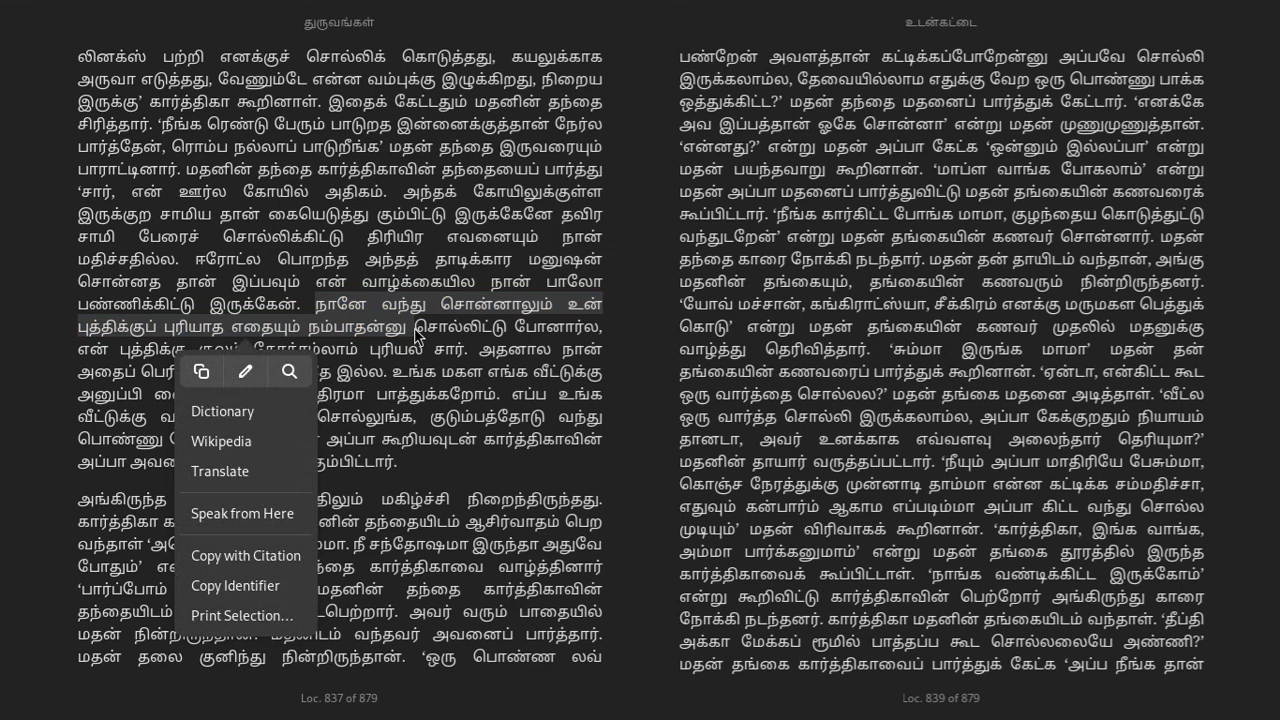 துருவங்கள்
லினக்ஸ் பற்றி எனக்குச் சொல்லிக் கொடுத்தது, கயலுக்காக
அருவா எடுத்தது, வேணும்டே என்ன வம்புக்கு இழுக்கிறது, நிறைய
இருக்கு’ கார்த்திகா கூறினாள். இதைக் கேட்டதும் மதனின் தந்தை
சிரித்தார். ‘நீங்க ரெண்டு பேரும் பாடுறத இன்னைக்குத்தான் நேர்ல
பார்த்தேன், ரொம்ப நல்லாப் பாடுறீங்க’ மதன் தந்தை இருவரையும்
பாராட்டினார். மதனின் தந்தை கார்த்திகாவின் தந்தையைப் பார்த்து
‘சார், என் ஊர்ல கோயில் அதிகம். அந்தக் கோயிலுக்குள்ள
இருக்குற சாமிய தான் கையெடுத்து கும்பிட்டு இருக்கேனே தவிர
சாமி பேரைச் சொல்லிக்கிட்டு திரியிர எவனையும் நான்
மதிச்சதில்ல. ஈரோட்ல பொறந்த அந்தத் தாடிக்கார மனுஷன்
சொன்னத தான் இப்பவும் என் வாழ்க்கையில நான் பாலோ
பண்ணிக்கிட்டு இருக்கேன். நானே வந்து சொன்னாலும் உன்
புத்திக்குப் புரியாத எதையும் நம்பாதன்னு சொல்லிட்டு போனார்ல,
என் புத்திக்கு புரியல சார். அதனால நான்
அதைப் இல்ல. உங்க மகள எங்க வீட்டுக்கு
அனுப்பி பாத்துக்கறோம். எப்ப உங்க
வீட்டுக்கு சொல்லுங்க, குடும்பத்தோடு வந்து
பொண்ணு அப்பா கூறியவுடன் கார்த்திகாவின்
அப்பா கும்பிட்டார்.
அங்கிருந்த மகிழ்ச்சி நிறைந்திருந்தது.
கார்த்திகா தந்தையிடம் ஆசிர்வாதம் பெற
வந்தாள் நீ சந்தோஷமா இருந்தா அதுவே
போதும்’ கார்த்திகாவை வாழ்த்தினார்
‘பார்ப்போம் மதனின் தந்தை கார்த்திகாவின்
தந்தையிடம் அவர் வரும் பாதையில்
மதன் வந்தவர் அவனைப் பார்த்தார்.
மதன் தலை குனிந்து நின்றிருந்தான். ‘ஒரு பொண்ண லவ்
Loc. 837 of 879
Dictionary
Wikipedia
Translate
Speak from Here
Copy with Citation
Copy Identifier
Print Selection…
உடன்கட்டை
பண்றேன் அவளத்தான் கட்டிக்கப்போறேன்னு அப்பவே சொல்லி
இருக்கலாம்ல, தேவையில்லாம எதுக்கு வேற ஒரு பொண்ணு பாக்க
ஒத்துக்கிட்ட?’ மதன் தந்தை மதனைப் பார்த்துக் கேட்டார். ‘எனக்கே
அவ இப்பத்தான் ஓகே சொன்னா’ என்று மதன் முணுமுணுத்தான்.
‘என்னது?’ என்று மதன் அப்பா கேட்க ‘ஒன்னும் இல்லப்பா’ என்று
மதன் பயந்தவாறு கூறினான். ‘மாப்ள வாங்க போகலாம்’ என்று
மதன் அப்பா மதனைப் பார்த்துவிட்டு மதன் தங்கையின் கணவரைக்
கூப்பிட்டார். ‘நீங்க கார்கிட்ட போங்க மாமா, குழந்தைய கொடுத்துட்டு
வந்துடறேன்’ என்று மதன் தங்கையின் கணவர் சொன்னார். மதன்
தந்தை காரை நோக்கி நடந்தார். மதன் தன் தாயிடம் வந்தான், அங்கு
மதனின் தங்கையும், தங்கையின் கணவரும் நின்றிருந்தனர்.
‘யோவ் மச்சான், கங்கிராட்ஸ்யா, சீக்கிரம் எனக்கு மருமகள பெத்துக்
கொடு’ என்று மதன் தங்கையின் கணவர் முதலில் மதனுக்கு
வாழ்த்து தெரிவித்தார். ‘சும்மா இருங்க மாமா’ மதன் தன்
தங்கையின் கணவரைப் பார்த்துக் கூறினான். ‘ஏன்டா, என்கிட்ட கூட
ஒரு வார்த்தை சொல்லல?’ மதன் தங்கை மதனை அடித்தாள். ‘வீட்ல
ஒரு வார்த்த சொல்லி இருக்கலாம்ல, அப்பா கேக்குறதும் நியாயம்
தானடா, அவர் உனக்காக எவ்வளவு அலைந்தார் தெரியுமா?’
மதனின் தாயார் வருத்தப்பட்டார். ‘நீயும் அப்பா மாதிரியே பேசும்மா,
கொஞ்ச நேரத்துக்கு முன்னாடி தாம்மா என்ன கட்டிக்க சம்மதிச்சா,
எதுவும் கன்பார்ம் ஆகாம எப்படிம்மா அப்பா கிட்ட வந்து சொல்ல
முடியும்’ மதன் விரிவாகக் கூறினான். ‘கார்த்திகா, இங்க வாங்க,
அம்மா பார்க்கனுமாம்’ என்று மதன் தங்கை தூரத்தில் இருந்த
கார்த்திகாவைக் கூப்பிட்டாள். ‘நாங்க வண்டிக்கிட்ட இருக்கோம்’
என்று கூறிவிட்டு கார்த்திகாவின் பெற்றோர் அங்கிருந்து காரை
நோக்கி நடந்தனர். கார்த்திகா மதனின் தங்கையிடம் வந்தாள். ‘தீப்தி
அக்கா மேக்கப் ரூமில் பாத்தப்ப கூட சொல்லலையே அண்ணி?’
மதன் தங்கை கார்த்திகாவைப் பார்த்துக் கேட்க ‘அப்ப நீங்க தான்
Loc. 839 of 879